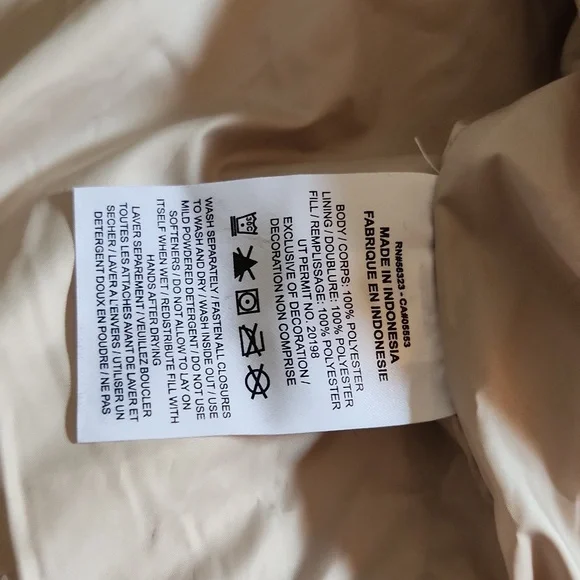 RN#56323 - CA#05553
MADE IN INDONESIA
FABRIQUE EN INDONESIE
BODY / CORPS: 100% POLYESTER
LINING / DOUBLURE: 100% POLYESTER
FILL / REMPLISSAGE: 100% POLYESTER
UT PERMIT NO. 20198
EXCLUSIVE OF DECORATION /
DECORATION NON COMPRISE
30C
WASH SEPARATELY / FASTEN ALL CLOSURES
TO WASH AND DRY / WASH INSIDE OUT / USE
MILD POWDERED DETERGENT / DO NOT USE
SOFTENERS / DO NOT ALLOW TO LAY ON
ITSELF WHEN WET / REDISTRIBUTE FILL WITH
HANDS AFTER DRYING
LAVER SEPAREMENT / VEUILLEZ BOUCLER
TOUTES LES ATTACHES AVANT DE LAVER ET
SECHER / LAVER A L'ENVERS / UTILISER UN
DETERGENT DOUX EN POUDRE / NE PAS